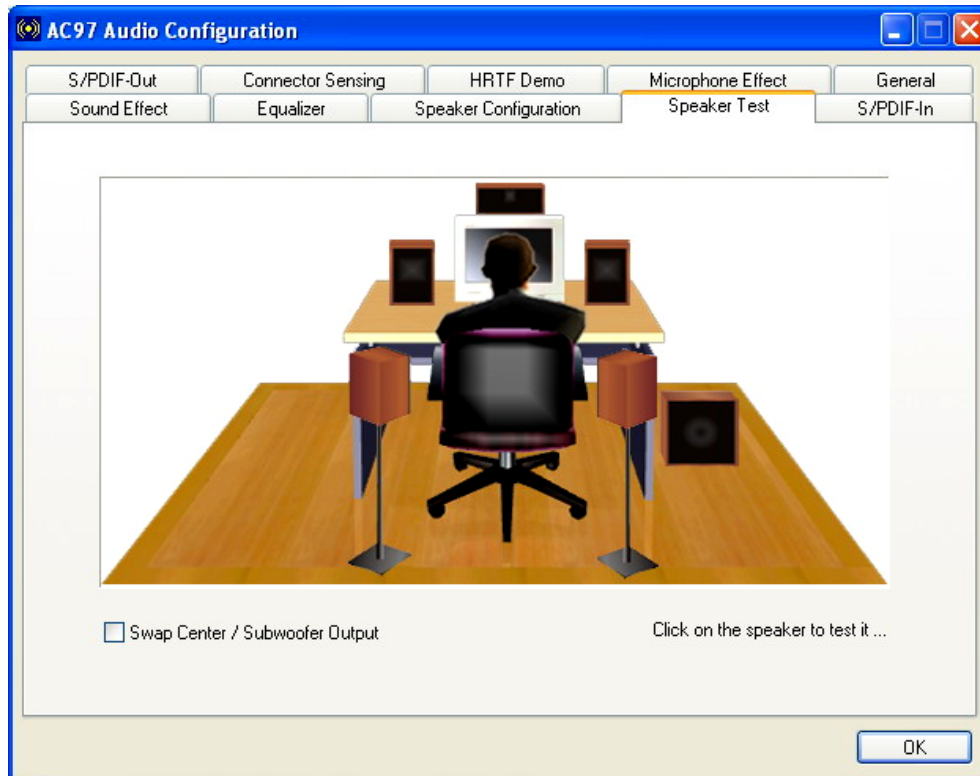 AC97 Audio Configuration
S/PDIF-Out Connector Sensing HRTF Demo Microphone Effect General
Sound Effect Equalizer Speaker Configuration Speaker Test S/PDIF-In
Swap Center / Subwoofer Output Click on the speaker to test it ...
OK